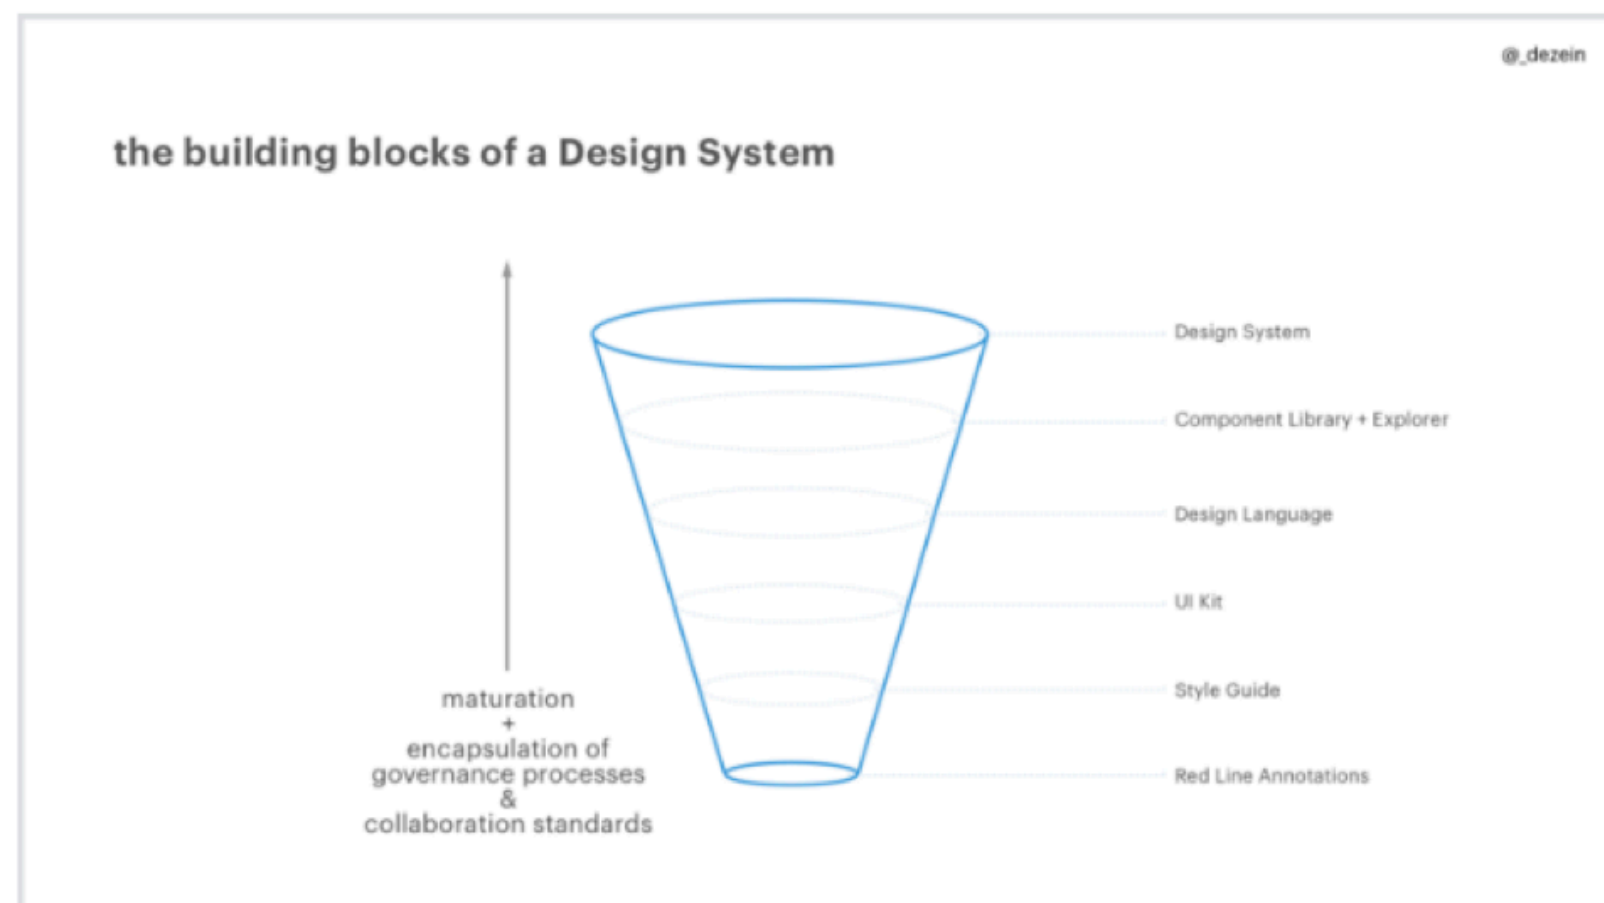 @_dezein
the building blocks of a Design System
Design System
Component Library + Explorer
Design Language
UI Kit
Style Guide
Red Line Annotations
maturation
+
encapsulation of
governance processes
&
collaboration standards